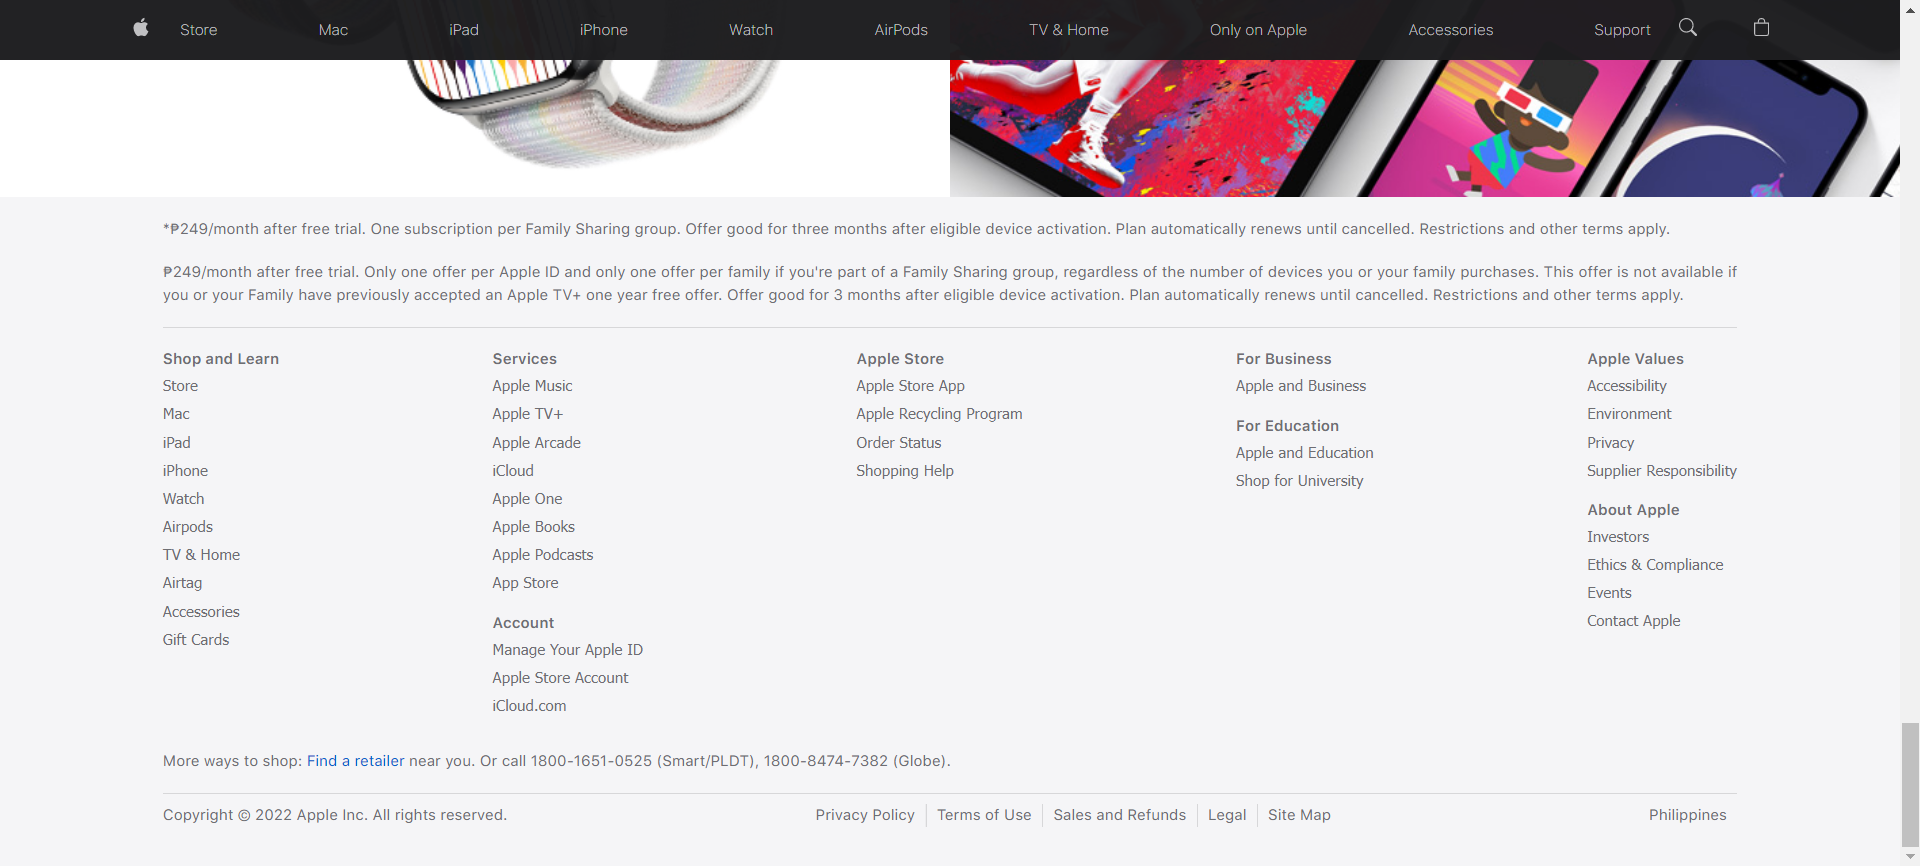 Store Mac iPad iPhone Watch AirPods TV & Home Only on Apple Accessories Support
*₱249/month after free trial. One subscription per Family Sharing group. Offer good for three months after eligible device activation. Plan automatically renews until cancelled. Restrictions and other terms apply.
₱249/month after free trial. Only one offer per Apple ID and only one offer per family if you're part of a Family Sharing group, regardless of the number of devices you or your family purchases. This offer is not available if
you or your Family have previously accepted an Apple TV+ one year free offer. Offer good for 3 months after eligible device activation. Plan automatically renews until cancelled. Restrictions and other terms apply.
Shop and Learn
Store
Mac
iPad
iPhone
Watch
Airpods
TV & Home
Airtag
Accessories
Gift Cards
Services
Apple Music
Apple TV+
Apple Arcade
iCloud
Apple One
Apple Books
Apple Podcasts
App Store
Account
Manage Your Apple ID
Apple Store Account
iCloud.com
Apple Store
Apple Store App
Apple Recycling Program
Order Status
Shopping Help
For Business
Apple and Business
For Education
Apple and Education
Shop for University
Apple Values
Accessibility
Environment
Privacy
Supplier Responsibility
About Apple
Investors
Ethics & Compliance
Events
Contact Apple
More ways to shop: Find a retailer near you. Or call 1800-1651-0525 (Smart/PLDT), 1800-8474-7382 (Globe).
Copyright © 2022 Apple Inc. All rights reserved. Privacy Policy Terms of Use Sales and Refunds Legal Site Map Philippines